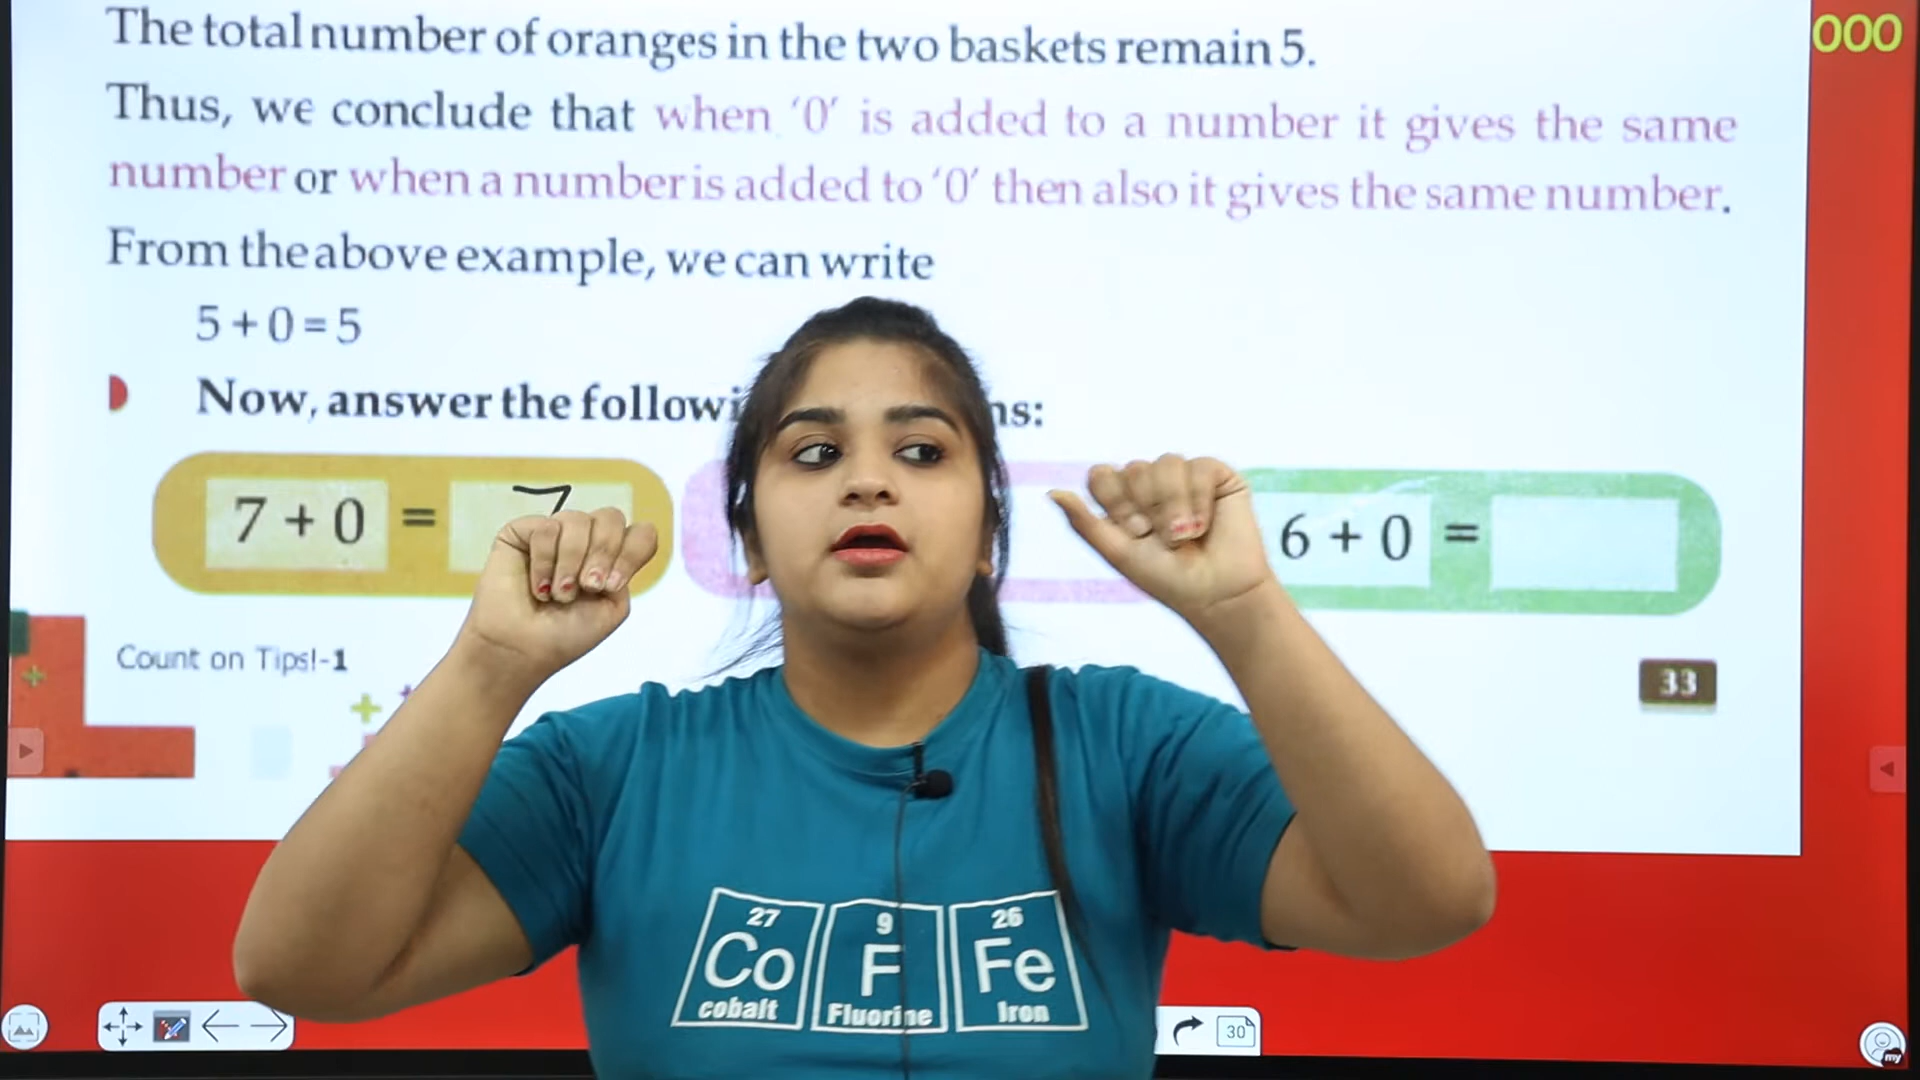 000
The total number of oranges in the two baskets remain 5.
Thus, we conclude that when '0' is added to a number it gives the same
number or when a number is added to '0' then also it gives the same number.
From the above example, we can write
5 + 0 = 5
Now, answer the followi ns:
7 + 0 = 7
6 + 0 =
Count on Tips!-1
33
27 9 26
Co F Fe
cobalt Fluorine Iron
30
my